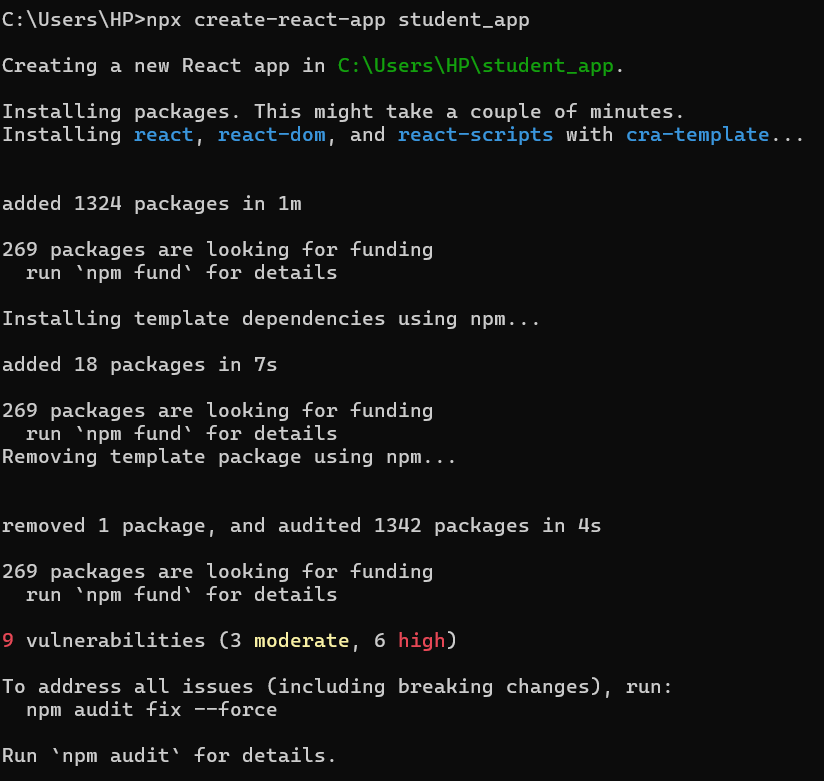 C:\Users\HP>npx create-react-app student_app
Creating a new React app in C:\Users\HP\student_app.
Installing packages. This might take a couple of minutes.
Installing react, react-dom, and react-scripts with cra-template...
added 1324 packages in 1m
269 packages are looking for funding
  run `npm fund` for details
Installing template dependencies using npm...
added 18 packages in 7s
269 packages are looking for funding
  run `npm fund` for details
Removing template package using npm...
removed 1 package, and audited 1342 packages in 4s
269 packages are looking for funding
  run `npm fund` for details
9 vulnerabilities (3 moderate, 6 high)
To address all issues (including breaking changes), run:
  npm audit fix --force
Run `npm audit` for details.